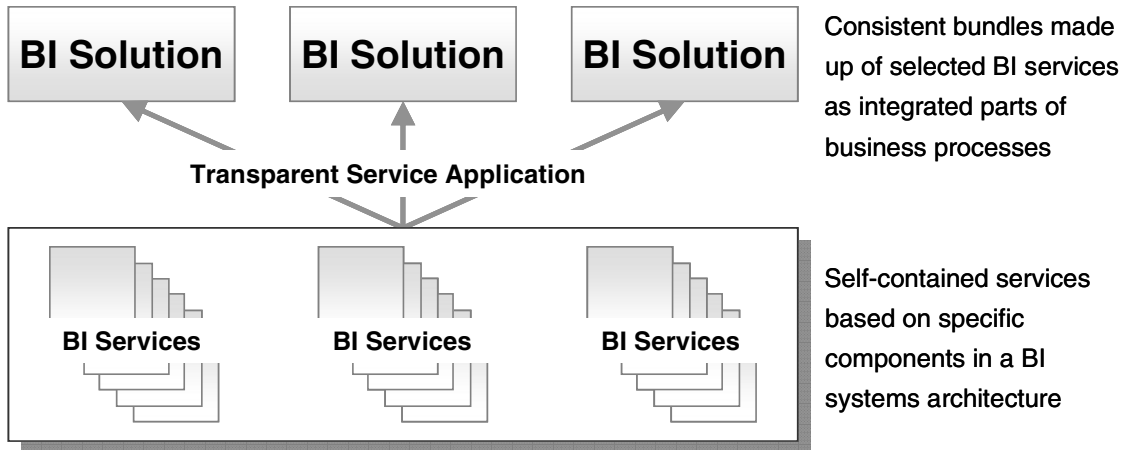 BI Solution
BI Solution
BI Solution
Consistent bundles made
up of selected BI services
as integrated parts of
business processes
Transparent Service Application
BI Services
BI Services
BI Services
Self-contained services
based on specific
components in a BI
systems architecture